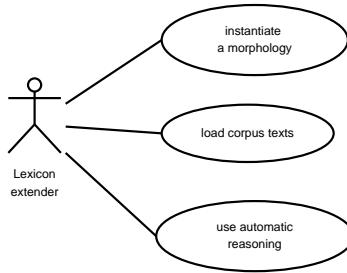 instantiate
a morphology
load corpus texts
Lexicon
extender
use automatic
reasoning